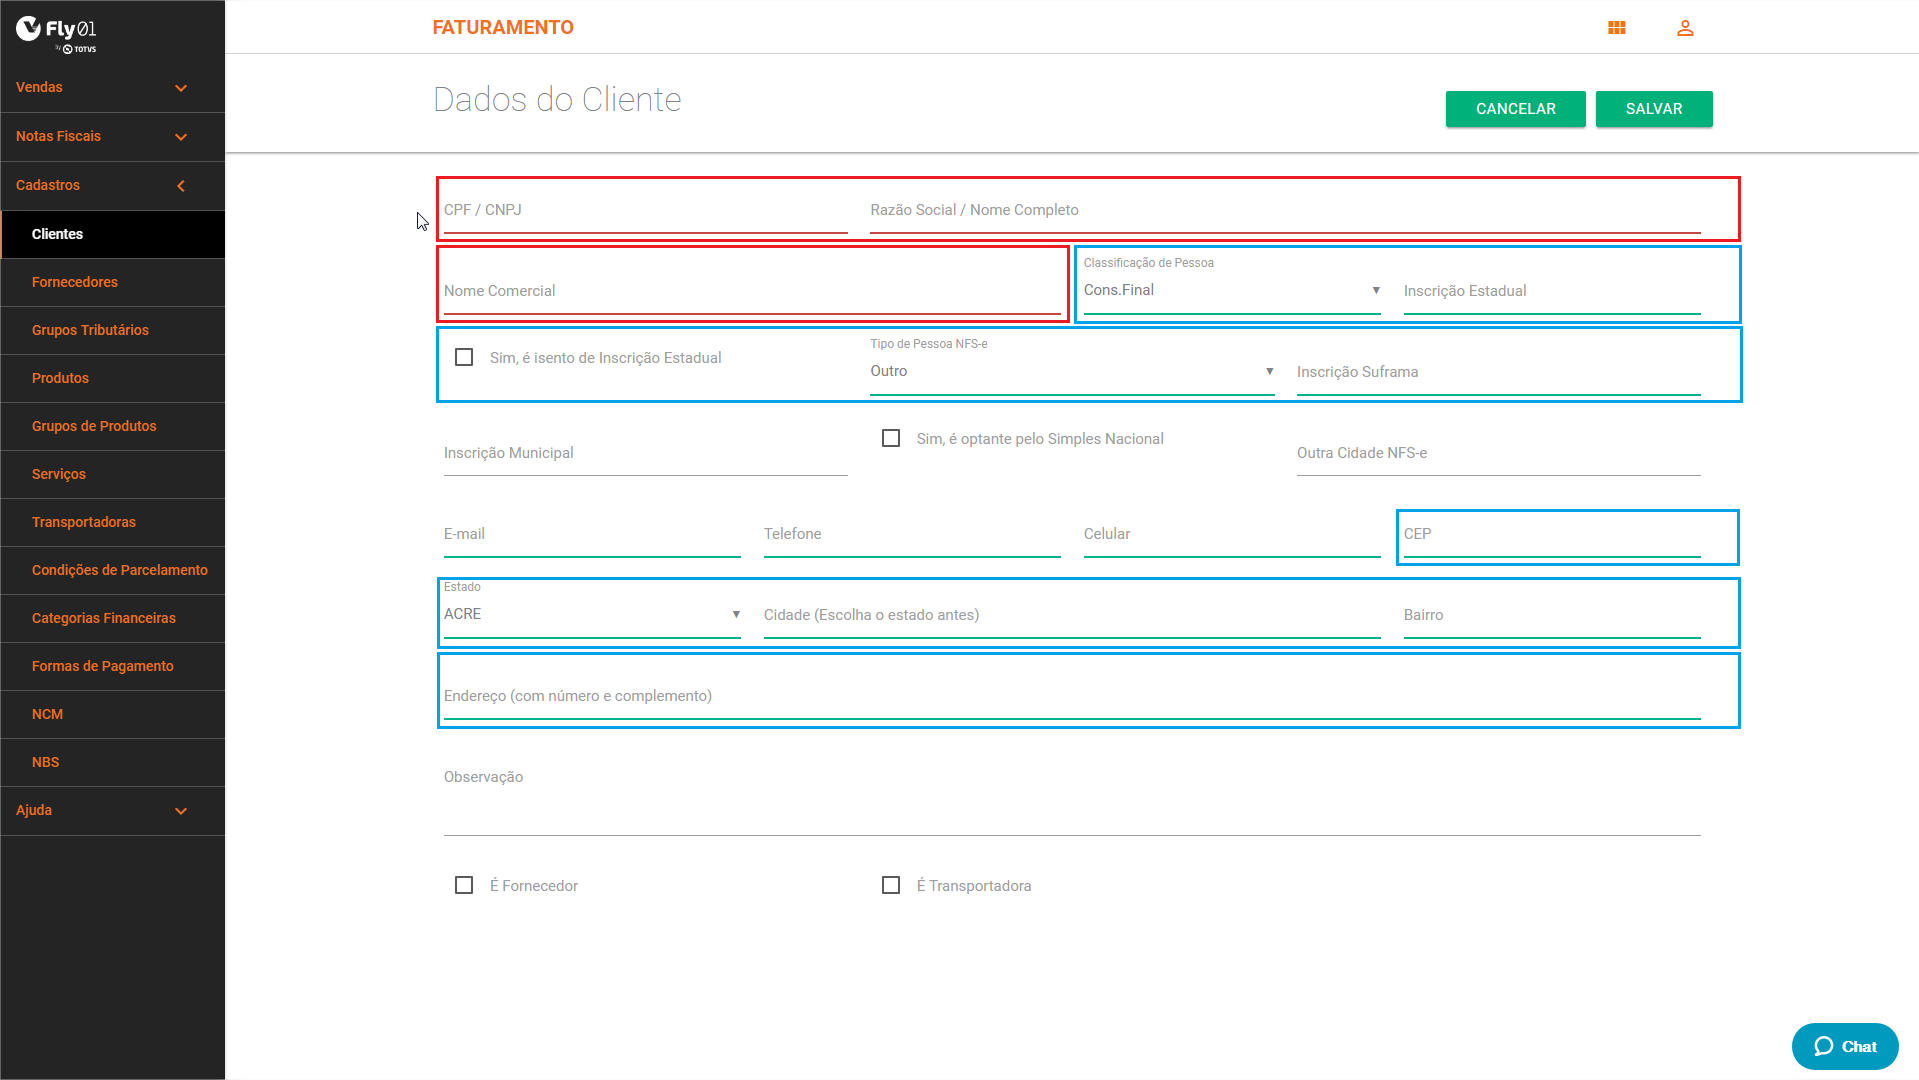 Fly01
by TOTVS
FATURAMENTO
Vendas
Notas Fiscais
Cadastros
Clientes
Fornecedores
Grupos Tributários
Produtos
Grupos de Produtos
Serviços
Transportadoras
Condições de Parcelamento
Categorias Financeiras
Formas de Pagamento
NCM
NBS
Ajuda
Dados do Cliente
CANCELAR SALVAR
CPF / CNPJ Razão Social / Nome Completo
Classificação de Pessoa
Nome Comercial Cons.Final Inscrição Estadual
Tipo de Pessoa NFS-e
Sim, é isento de Inscrição Estadual Outro Inscrição Suframa
Inscrição Municipal Sim, é optante pelo Simples Nacional Outra Cidade NFS-e
E-mail Telefone Celular CEP
Estado
ACRE Cidade (Escolha o estado antes) Bairro
Endereço (com número e complemento)
Observação
É Fornecedor É Transportadora
Chat